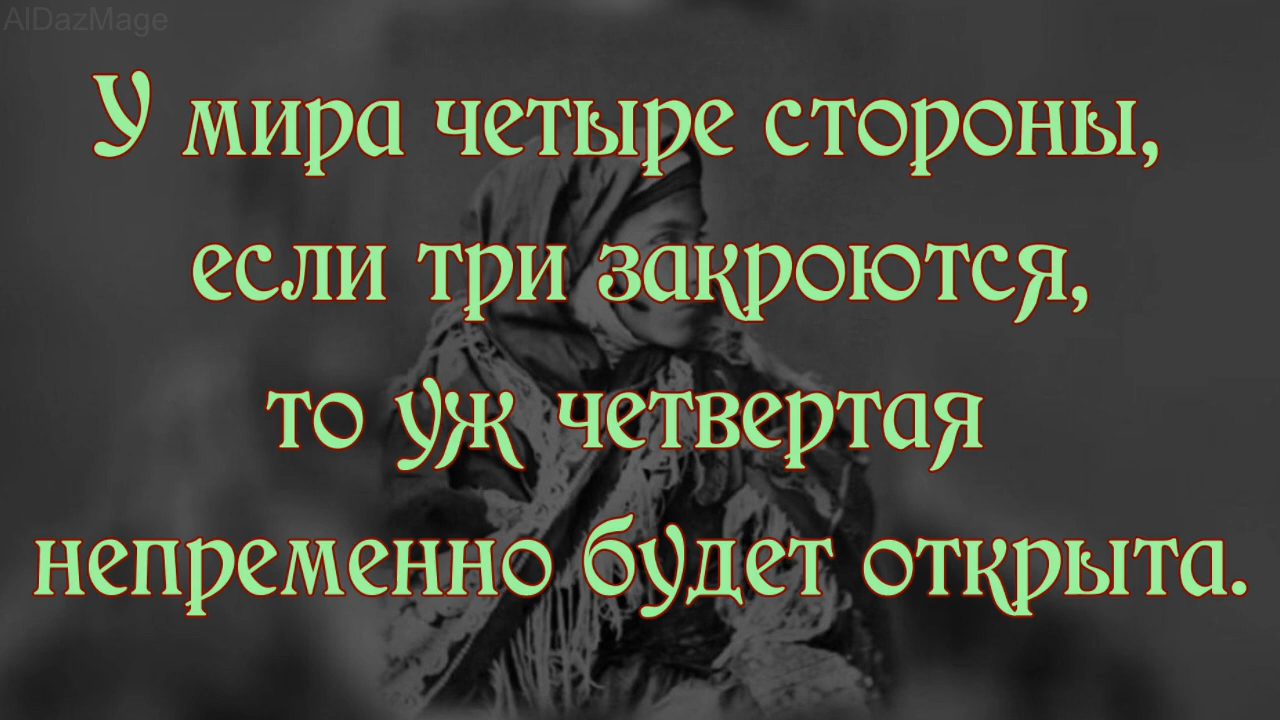 AlDazMage
У мира четыре стороны,
если три закроются,
то уж четвертая
непременно будет открыта.